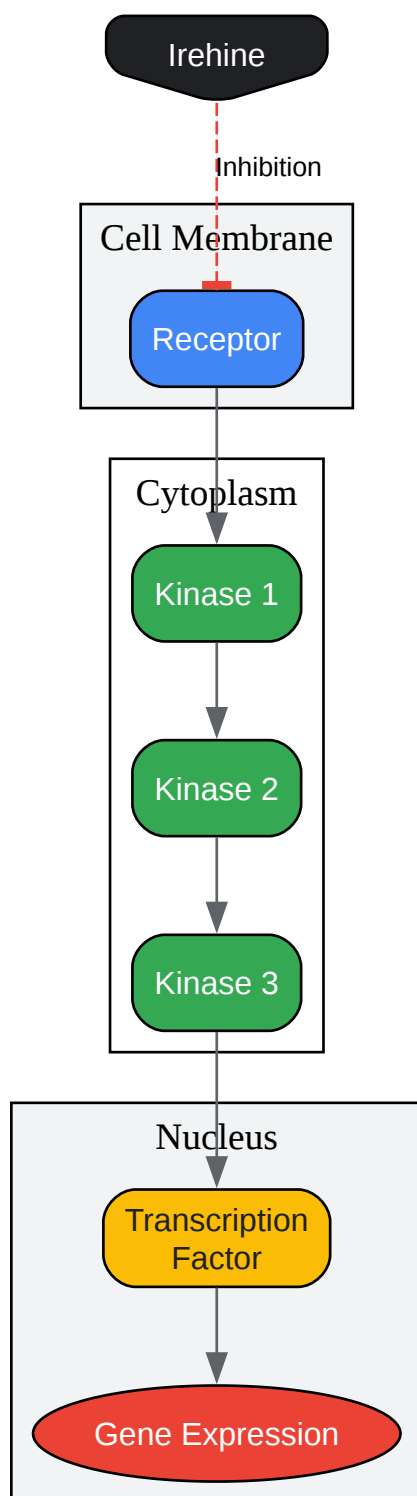 Irehine
Inhibition
Cell Membrane
Receptor
Cytoplasm
Kinase 1
Kinase 2
Kinase 3
Nucleus
Transcription
Factor
Gene Expression